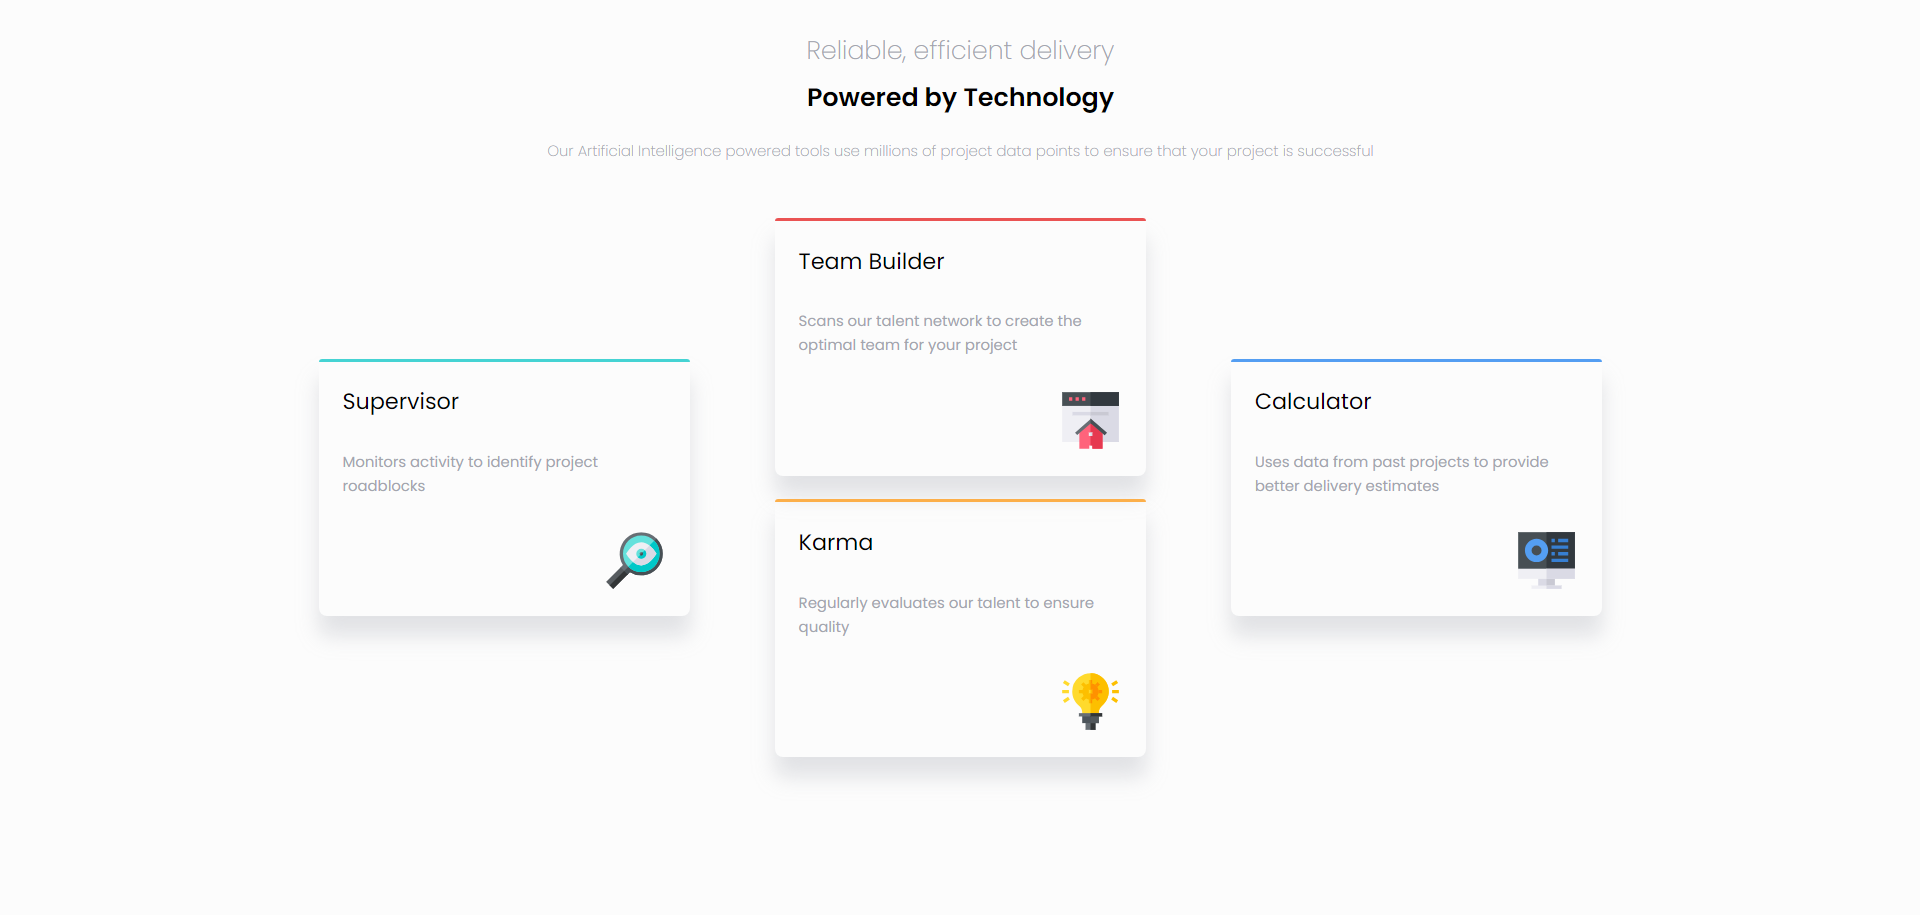 Reliable, efficient delivery
Powered by Technology
Our Artificial Intelligence powered tools use millions of project data points to ensure that your project is successful
Supervisor
Monitors activity to identify project
roadblocks
Team Builder
Scans our talent network to create the
optimal team for your project
Karma
Regularly evaluates our talent to ensure
quality
Calculator
Uses data from past projects to provide
better delivery estimates